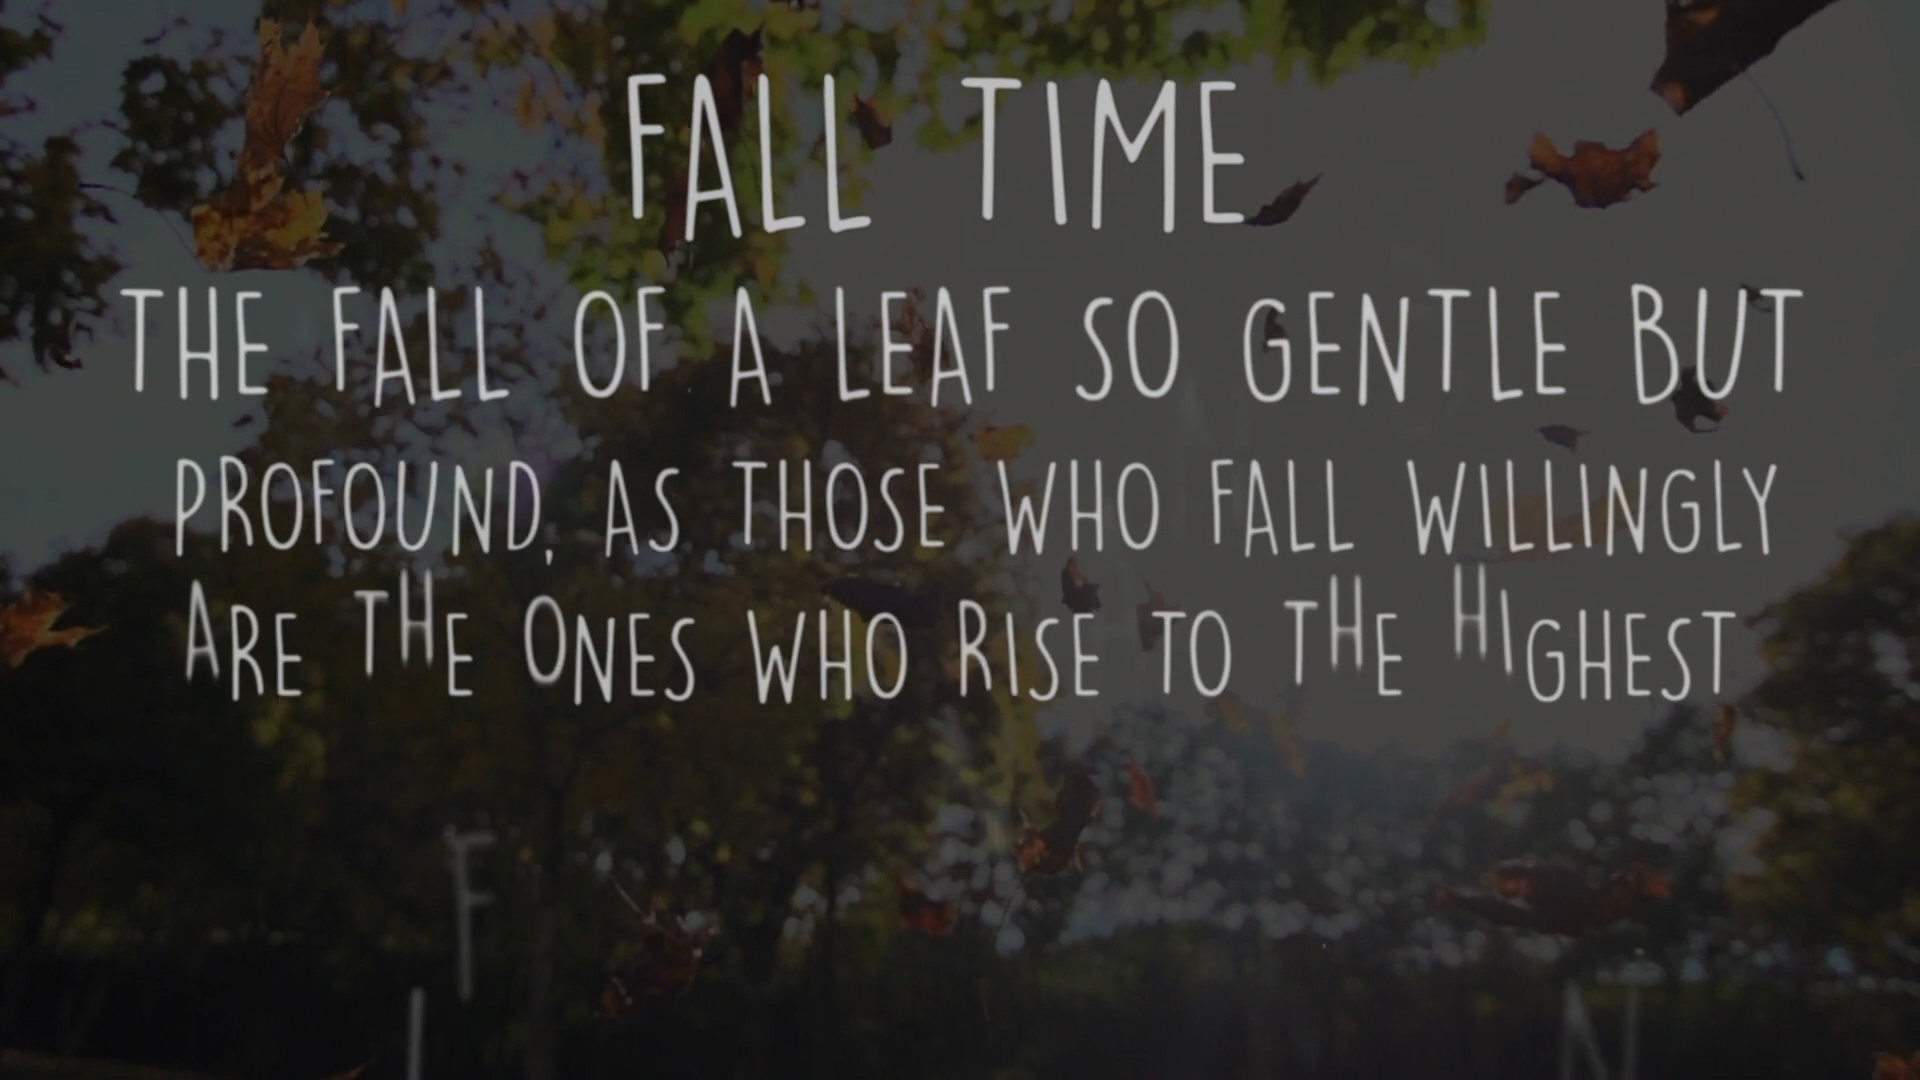 FALL TIME
THE FALL OF A LEAF SO GENTLE BUT
PROFOUND, AS THOSE WHO FALL WILLINGLY
ARE THE ONES WHO RISE TO THE HIGHEST